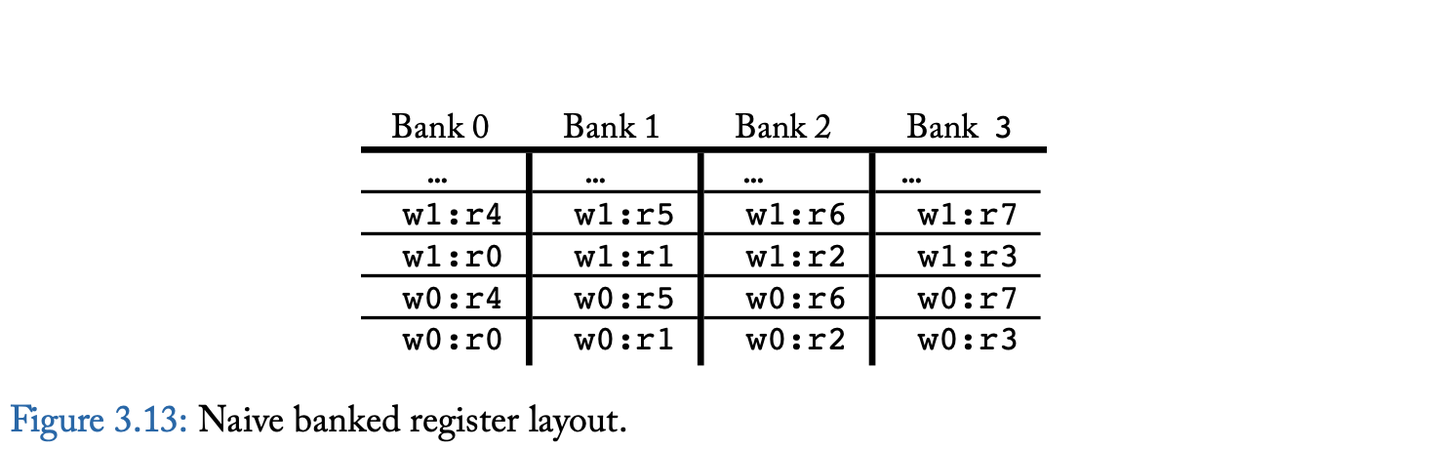 Bank 0 Bank 1 Bank 2 Bank 3
... ... ... ...
w1:r4 w1:r5 w1:r6 w1:r7
w1:r0 w1:r1 w1:r2 w1:r3
w0:r4 w0:r5 w0:r6 w0:r7
w0:r0 w0:r1 w0:r2 w0:r3
Figure 3.13: Naive banked register layout.